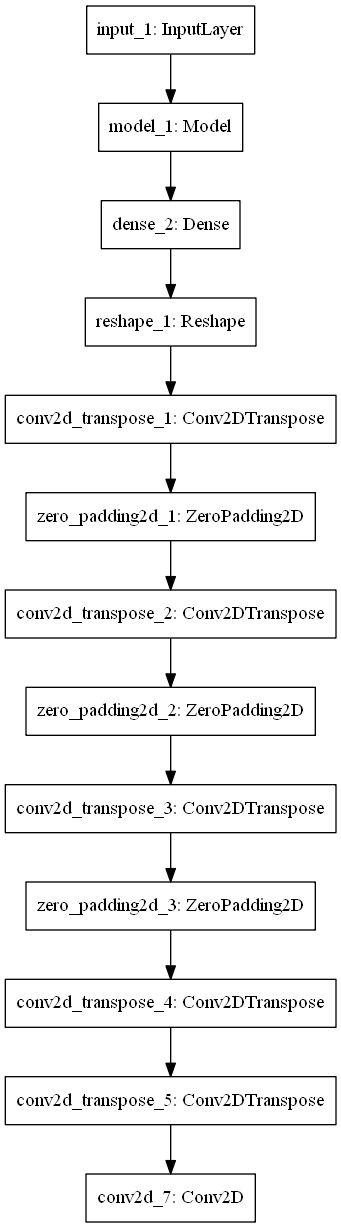 input_1: InputLayer
model_1: Model
dense_2: Dense
reshape_1: Reshape
conv2d_transpose_1: Conv2DTranspose
zero_padding2d_1: ZeroPadding2D
conv2d_transpose_2: Conv2DTranspose
zero_padding2d_2: ZeroPadding2D
conv2d_transpose_3: Conv2DTranspose
zero_padding2d_3: ZeroPadding2D
conv2d_transpose_4: Conv2DTranspose
conv2d_transpose_5: Conv2DTranspose
conv2d_7: Conv2D